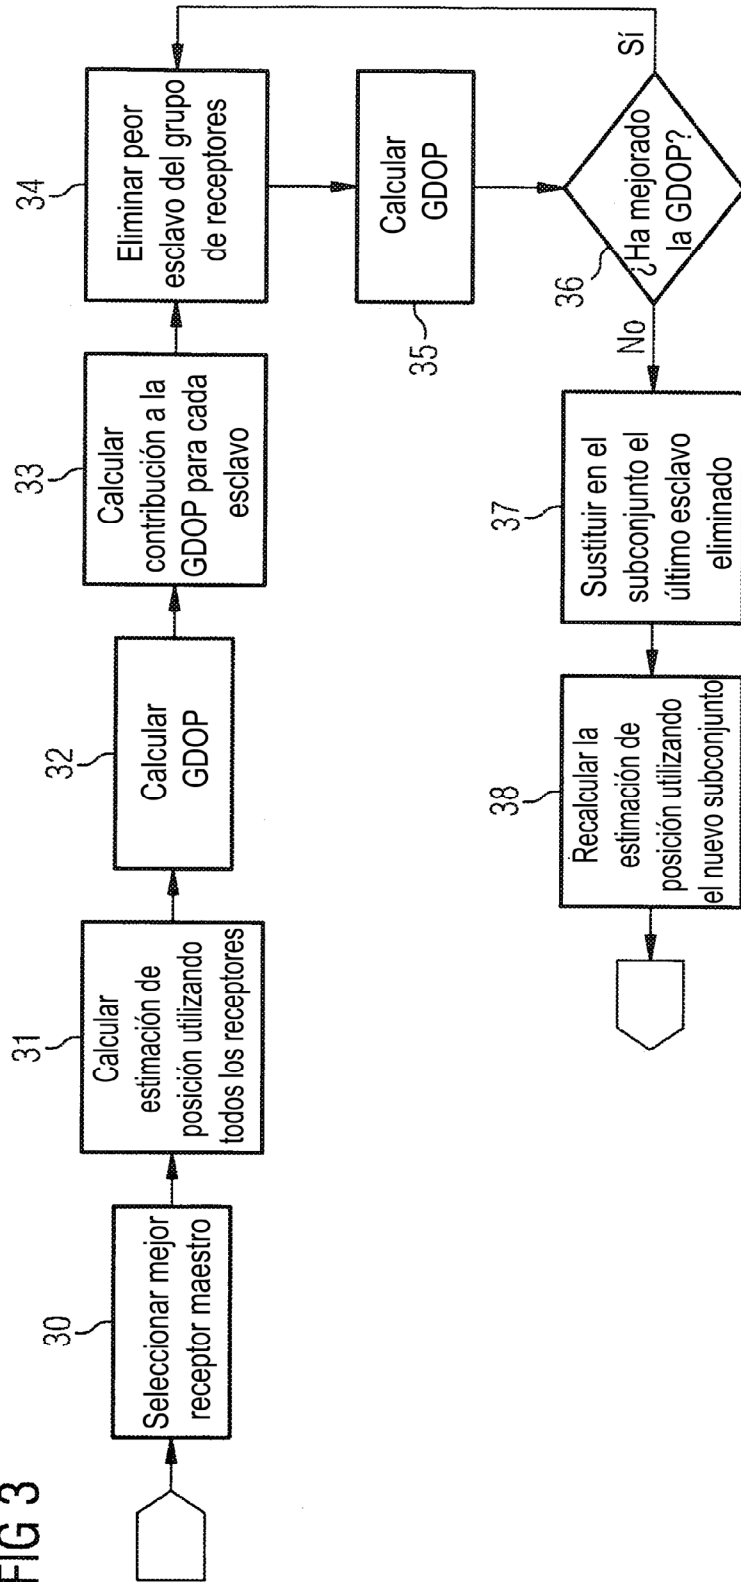 FIG 3
30
Seleccionar mejor
receptor maestro
31
Calcular
estimación de
posición utilizando
todos los receptores
32
Calcular
GDOP
33
Calcular
contribución a la
GDOP para cada
esclavo
34
Eliminar peor
esclavo del grupo
de receptores
35
Calcular
GDOP
36
¿Ha mejorado
la GDOP?
Sí
No
37
Sustituir en el
subconjunto el
último esclavo
eliminado
38
Recalcular la
estimación de
posición utilizando
el nuevo subconjunto